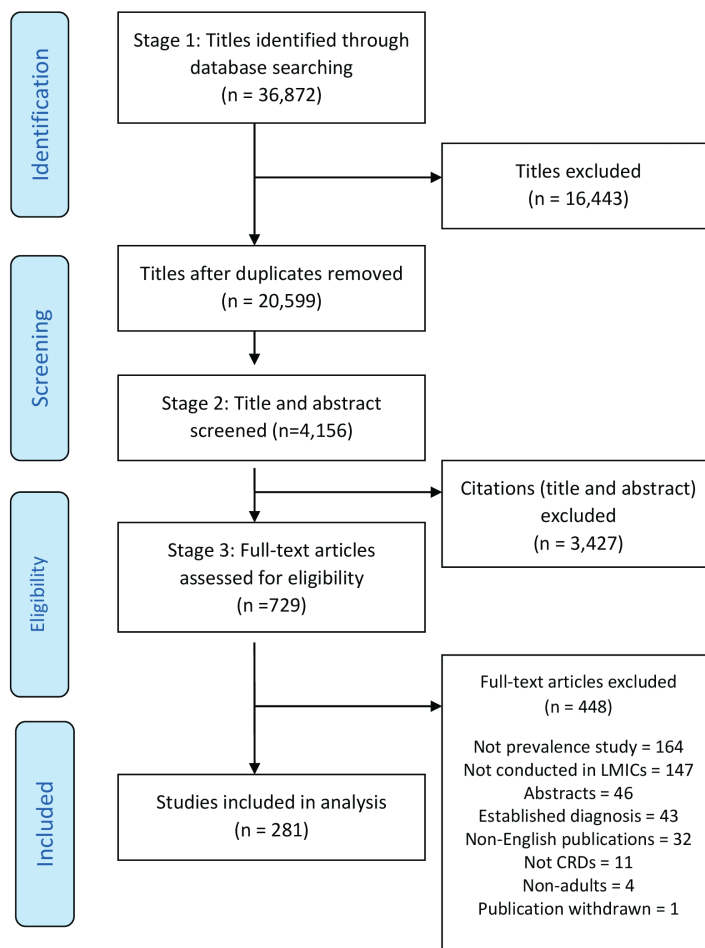 Identification
Stage 1: Titles identified through
database searching
(n = 36,872)
Titles excluded
(n = 16,443)
Screening
Titles after duplicates removed
(n = 20,599)
Stage 2: Title and abstract
screened (n=4,156)
Citations (title and abstract)
excluded
(n = 3,427)
Eligibility
Stage 3: Full-text articles
assessed for eligibility
(n =729)
Full-text articles excluded
(n = 448)
Not prevalence study = 164
Not conducted in LMICs = 147
Abstracts = 46
Established diagnosis = 43
Non-English publications = 32
Not CRDs = 11
Non-adults = 4
Publication withdrawn = 1
Included
Studies included in analysis
(n = 281)